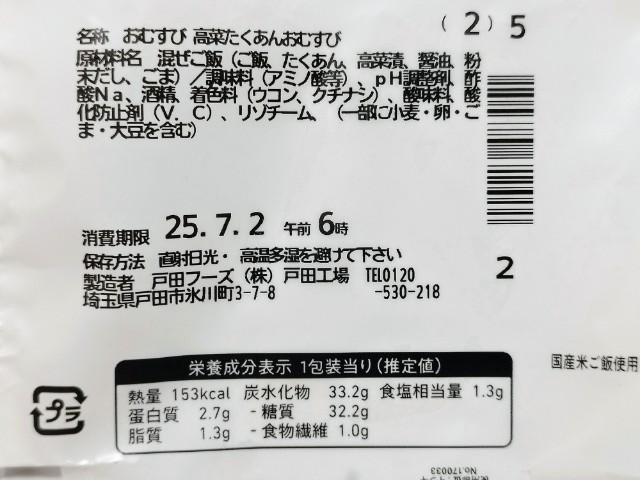 (2) 5
名称 おむすび 高菜たくあんおむすび
原材料名 混ぜご飯（ご飯、たくあん、高菜漬、醤油、粉
末だし、ごま）／調味料（アミノ酸等）、ｐＨ調整剤、酢
酸Ｎａ、酒精、着色料（ウコン、クチナシ）、酸味料、酸
化防止剤（Ｖ．Ｃ）、リゾチーム、（一部に小麦・卵・ご
ま・大豆を含む）
消費期限 25.7.2 午前 6時
保存方法 直射日光・高温多湿を避けて下さい
製造者 戸田フーズ（株）戸田工場 TEL0120
埼玉県戸田市氷川町3-7-8 -530-218
2
栄養成分表示 1包装当り(推定値)
熱量 153kcal 炭水化物 33.2g 食塩相当量 1.3g
蛋白質 2.7g - 糖質 32.2g
脂質 1.3g - 食物繊維 1.0g
国産米ご飯使用
プラ
No.170033